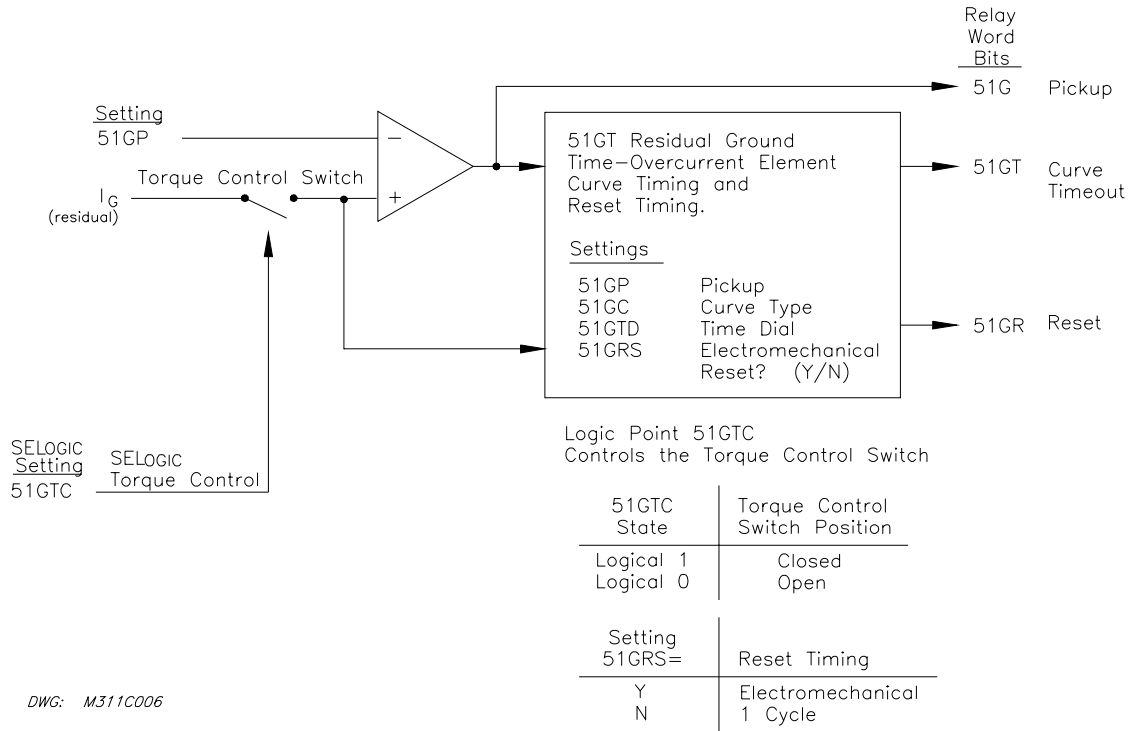 Relay
Word
Bits
51G Pickup
Setting
51GP
−
Torque Control Switch
IG
(residual)
+
51GT Residual Ground
Time-Overcurrent Element
Curve Timing and
Reset Timing.
Settings
51GP Pickup
51GC Curve Type
51GTD Time Dial
51GRS Electromechanical
Reset? (Y/N)
51GT Curve
Timeout
51GR Reset
SELOGIC
Setting
51GTC
SELOGIC
Torque Control
Logic Point 51GTC
Controls the Torque Control Switch
51GTC Torque Control
State Switch Position
Logical 1 Closed
Logical 0 Open
Setting
51GRS= Reset Timing
Y Electromechanical
N 1 Cycle
DWG: M311C006